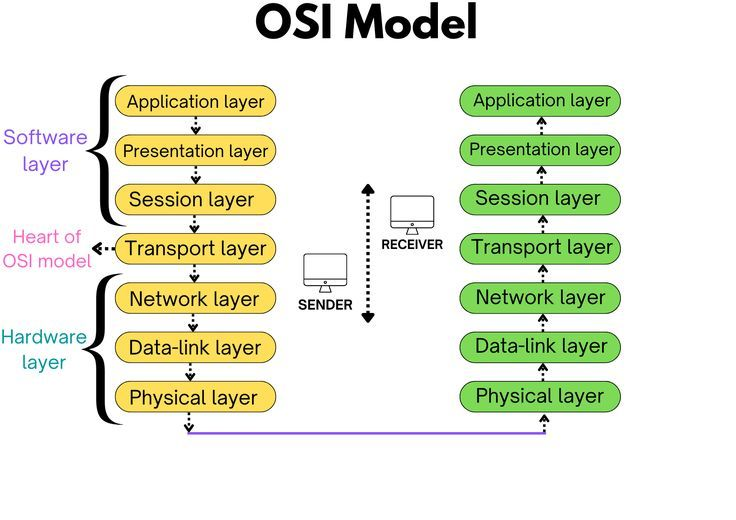 OSI Model
Software
layer
Application layer
Presentation layer
Session layer
Heart of
OSI model
Transport layer
Hardware
layer
Network layer
Data-link layer
Physical layer
SENDER
RECEIVER
Application layer
Presentation layer
Session layer
Transport layer
Network layer
Data-link layer
Physical layer